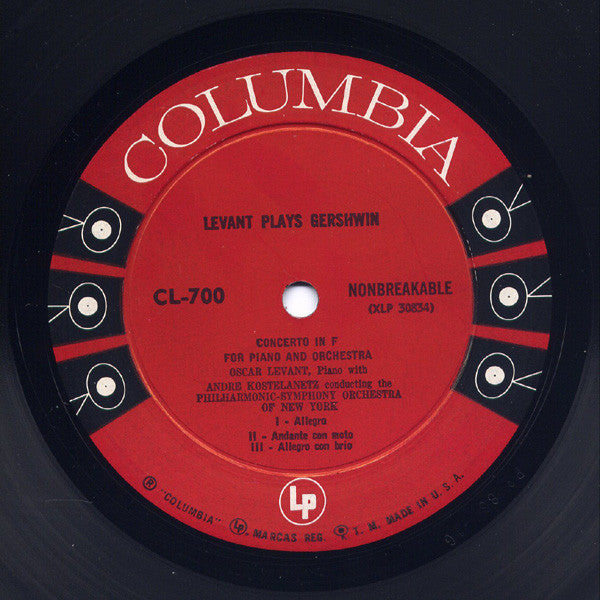 COLUMBIA
LEVANT PLAYS GERSHWIN
CL-700
NONBREAKABLE
(XLP 30834)
CONCERTO IN F
FOR PIANO AND ORCHESTRA
OSCAR LEVANT, Piano with
ANDRE KOSTELANETZ conducting the
PHILHARMONIC-SYMPHONY ORCHESTRA
OF NEW YORK
I - Allegro
II - Andante con moto
III - Allegro con brio
Lp
® "COLUMBIA", Lp, MARCAS REG. T. M. MADE IN U. S. A.